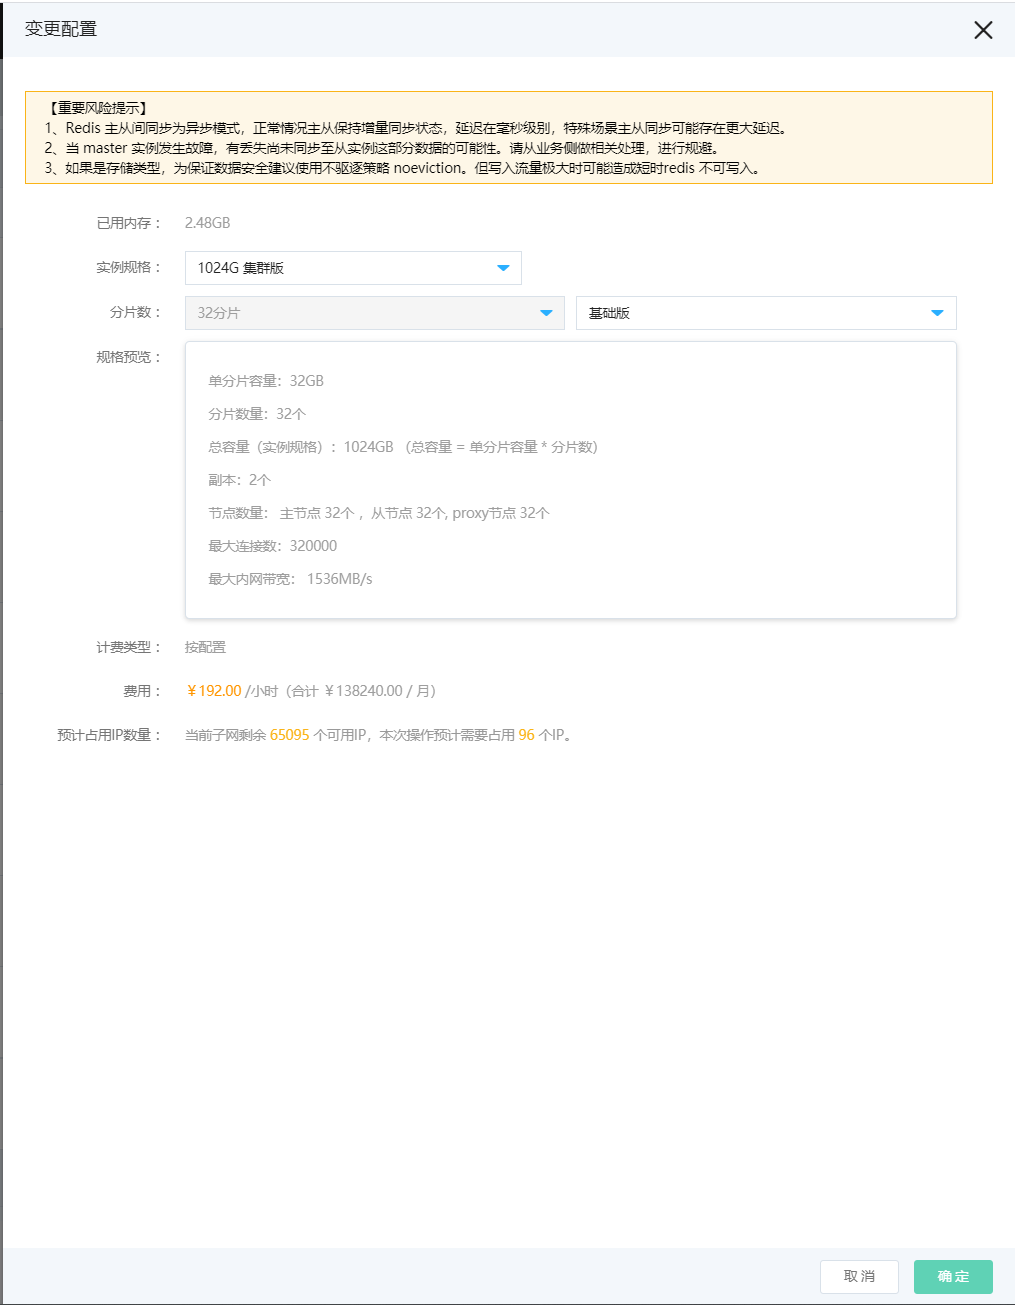 变更配置
【重要风险提示】
1、Redis 主从间同步为异步模式，正常情况主从保持增量同步状态，延迟在毫秒级别，特殊场景主从同步可能存在更大延迟。
2、当 master 实例发生故障，有丢失尚未同步至从实例这部分数据的可能性。请从业务侧做相关处理，进行规避。
3、如果是存储类型，为保证数据安全建议使用不驱逐策略 noeviction。但写入流量极大时可能造成短时redis 不可写入。
已用内存： 2.48GB
实例规格： 1024G 集群版
分片数： 32分片 基础版
规格预览：
单分片容量：32GB
分片数量：32个
总容量（实例规格）：1024GB （总容量 = 单分片容量 * 分片数）
副本：2个
节点数量： 主节点 32个 ，从节点 32个, proxy节点 32个
最大连接数：320000
最大内网带宽： 1536MB/s
计费类型： 按配置
费用： ￥192.00 /小时（合计 ￥138240.00 / 月）
预计占用IP数量： 当前子网剩余 65095 个可用IP，本次操作预计需要占用 96 个IP。
取消 确定